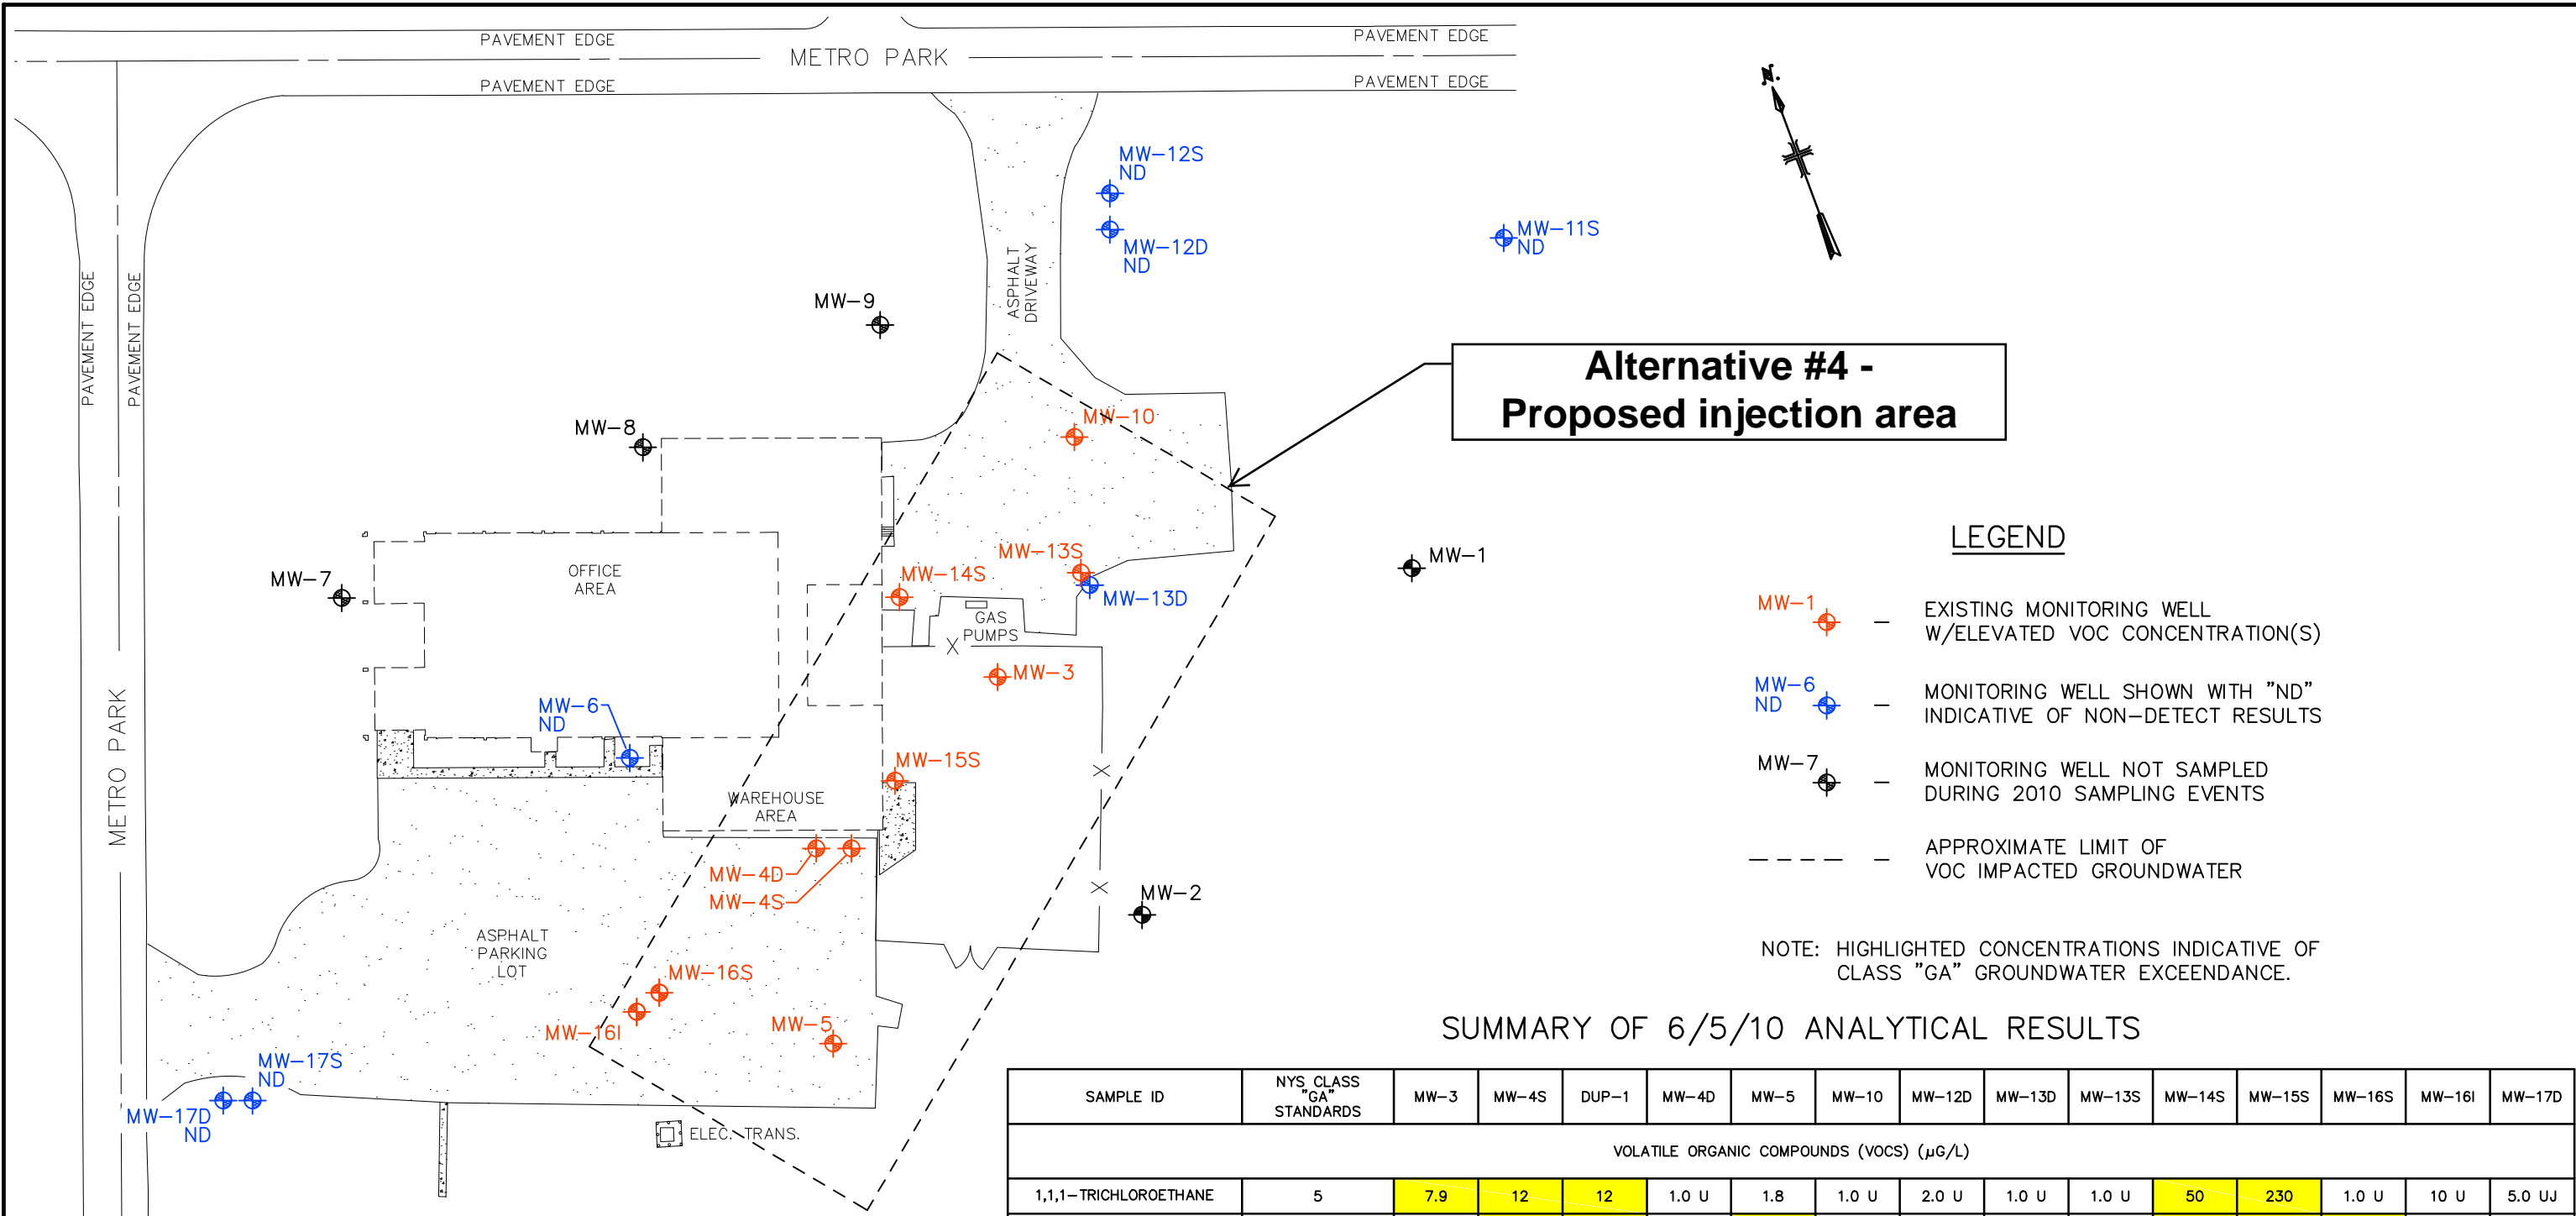 PAVEMENT EDGE
METRO PARK
PAVEMENT EDGE
PAVEMENT EDGE
PAVEMENT EDGE
N.
MW-12S
ND
MW-12D
ND
MW-11S
ND
ASPHALT
DRIVEWAY
PAVEMENT EDGE
PAVEMENT EDGE
METRO PARK
MW-9
MW-8
MW-7
Alternative #4 -
Proposed injection area
MW-10
MW-13S
MW-14S
MW-13D
MW-1
OFFICE
AREA
GAS
PUMPS
MW-3
MW-6
ND
MW-15S
WAREHOUSE
AREA
MW-4D
MW-4S
MW-2
ASPHALT
PARKING
LOT
MW-16S
MW-16I
MW-5
MW-17S
ND
MW-17D
ND
ELEC. TRANS.
LEGEND
MW-1
— EXISTING MONITORING WELL
W/ELEVATED VOC CONCENTRATION(S)
MW-6
ND
— MONITORING WELL SHOWN WITH "ND"
INDICATIVE OF NON-DETECT RESULTS
MW-7
— MONITORING WELL NOT SAMPLED
DURING 2010 SAMPLING EVENTS
— APPROXIMATE LIMIT OF
VOC IMPACTED GROUNDWATER
NOTE: HIGHLIGHTED CONCENTRATIONS INDICATIVE OF
CLASS "GA" GROUNDWATER EXCEENDANCE.
SUMMARY OF 6/5/10 ANALYTICAL RESULTS
SAMPLE ID NYS CLASS "GA" STANDARDS MW-3 MW-4S DUP-1 MW-4D MW-5 MW-10 MW-12D MW-13D MW-13S MW-14S MW-15S MW-16S MW-16I MW-17D
VOLATILE ORGANIC COMPOUNDS (VOCS) (µG/L)
1,1,1-TRICHLOROETHANE 5 7.9 12 12 1.0 U 1.8 1.0 U 2.0 U 1.0 U 1.0 U 50 230 1.0 U 10 U 5.0 UJ